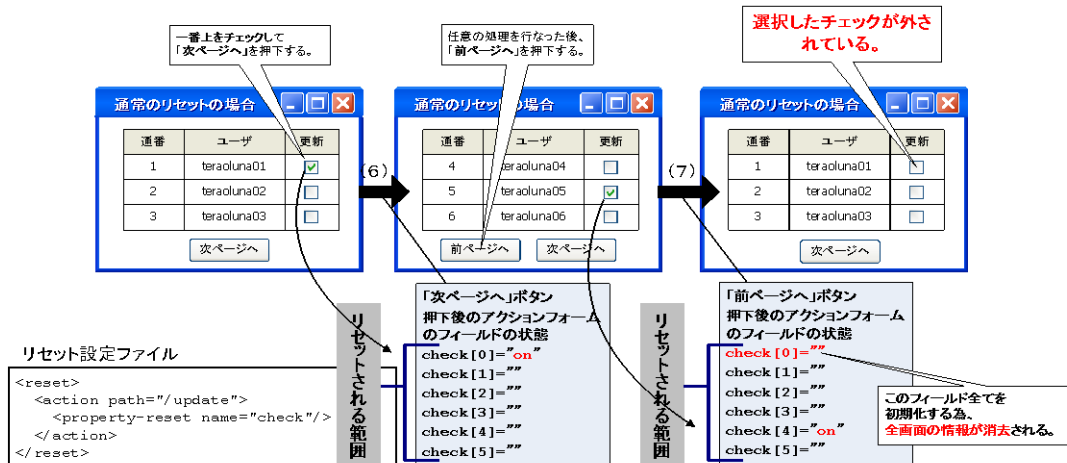 一番上をチェックして
「次ページへ」を押下する。
任意の処理を行なった後、
「前ページへ」を押下する。
選択したチェックが外さ
れている。
通常のリセットの場合
通番 ユーザ 更新
1 teraoluna01
2 teraoluna02
3 teraoluna03
次ページへ
(6)
通常のリセットの場合
通番 ユーザ 更新
4 teraoluna04
5 teraoluna05
6 teraoluna06
前ページへ 次ページへ
(7)
通常のリセットの場合
通番 ユーザ 更新
1 teraoluna01
2 teraoluna02
3 teraoluna03
次ページへ
リセット設定ファイル
<reset>
<action path="/update">
<property-reset name="check"/>
</action>
</reset>
リセットされる範囲
「次ページへ」ボタン
押下後のアクションフォーム
のフィールドの状態
check[0]="on"
check[1]=""
check[2]=""
check[3]=""
check[4]=""
check[5]=""
リセットされる範囲
「前ページへ」ボタン
押下後のアクションフォーム
のフィールドの状態
check[0]=""
check[1]=""
check[2]=""
check[3]=""
check[4]="on"
check[5]=""
このフィールド全てを
初期化する為、
全画面の情報が消去される。